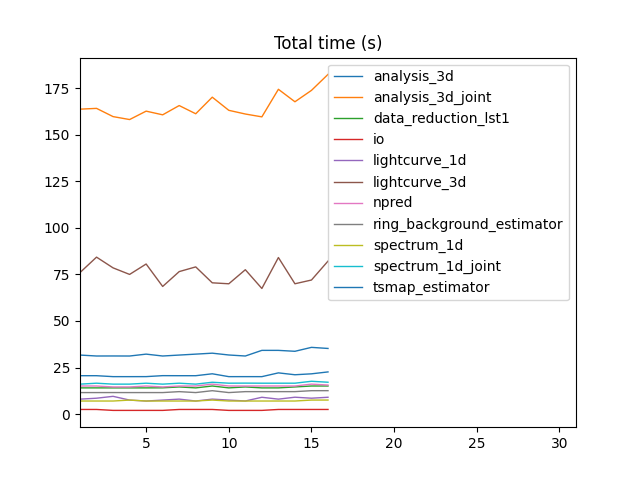 Total time (s)
analysis_3d
analysis_3d_joint
data_reduction_lst1
io
lightcurve_1d
lightcurve_3d
npred
ring_background_estimator
spectrum_1d
spectrum_1d_joint
tsmap_estimator
175
150
125
100
75
50
25
0
5 10 15 20 25 30